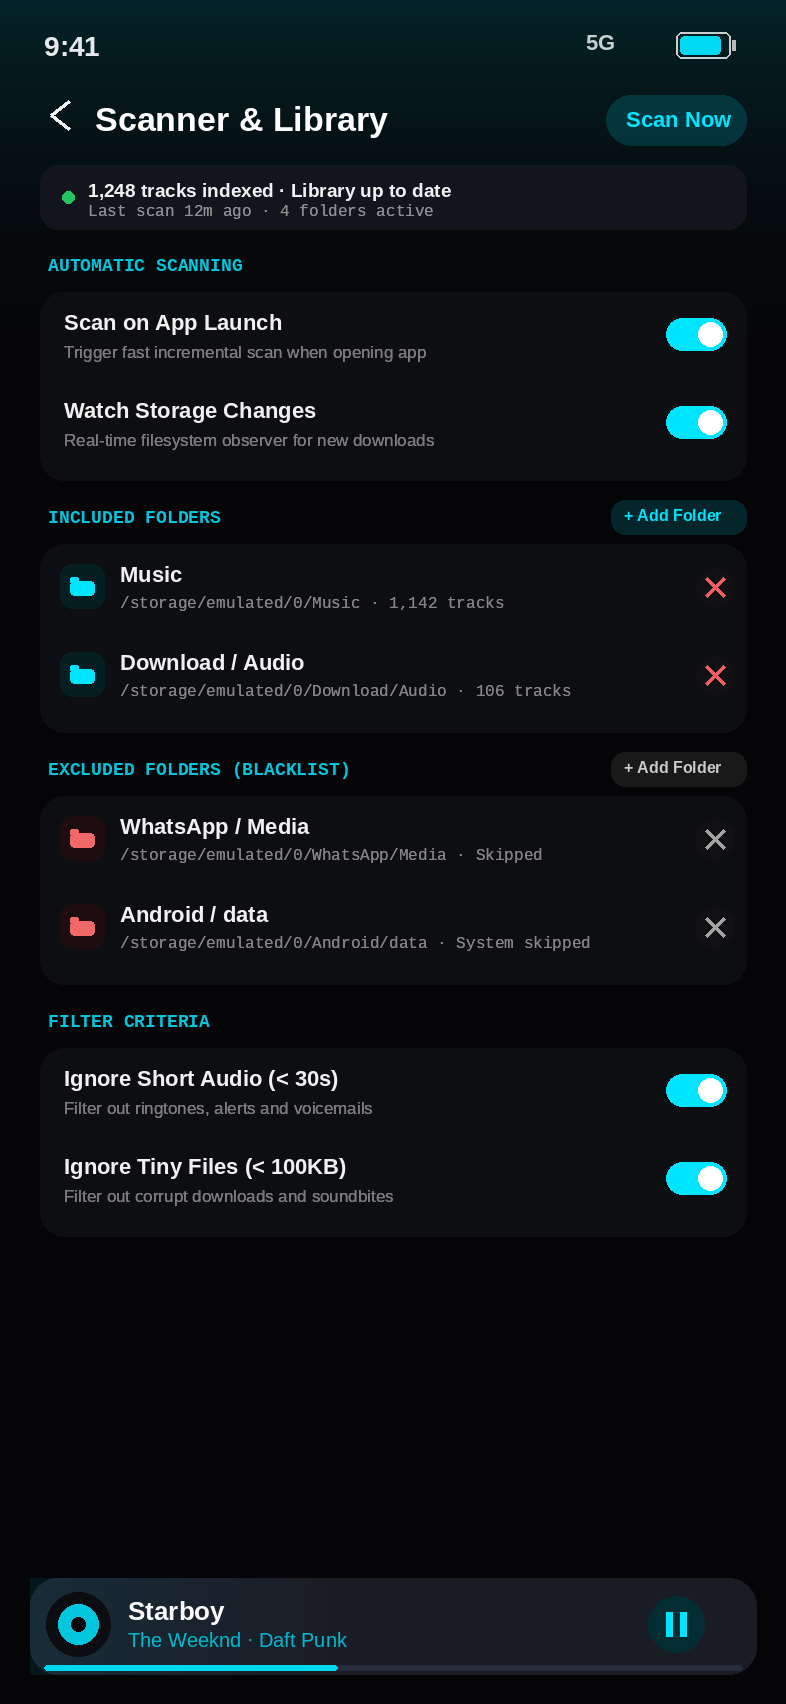 9:41
5G
Scanner & Library
Scan Now
1,248 tracks indexed · Library up to date
Last scan 12m ago · 4 folders active
AUTOMATIC SCANNING
Scan on App Launch
Trigger fast incremental scan when opening app
Watch Storage Changes
Real-time filesystem observer for new downloads
INCLUDED FOLDERS
+ Add Folder
Music
/storage/emulated/0/Music · 1,142 tracks
Download / Audio
/storage/emulated/0/Download/Audio · 106 tracks
EXCLUDED FOLDERS (BLACKLIST)
+ Add Folder
WhatsApp / Media
/storage/emulated/0/WhatsApp/Media · Skipped
Android / data
/storage/emulated/0/Android/data · System skipped
FILTER CRITERIA
Ignore Short Audio (< 30s)
Filter out ringtones, alerts and voicemails
Ignore Tiny Files (< 100KB)
Filter out corrupt downloads and soundbites
Starboy
The Weeknd · Daft Punk